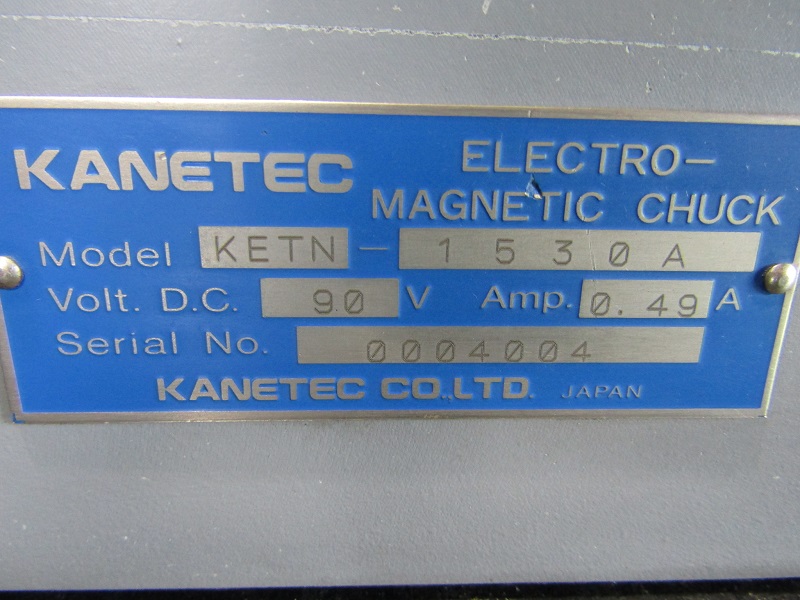 KANETEC ELECTRO-
MAGNETIC CHUCK
Model KETN - 1530A
Volt. D.C. 90 V Amp. 0.49 A
Serial No. 0004004
KANETEC CO.,LTD. JAPAN